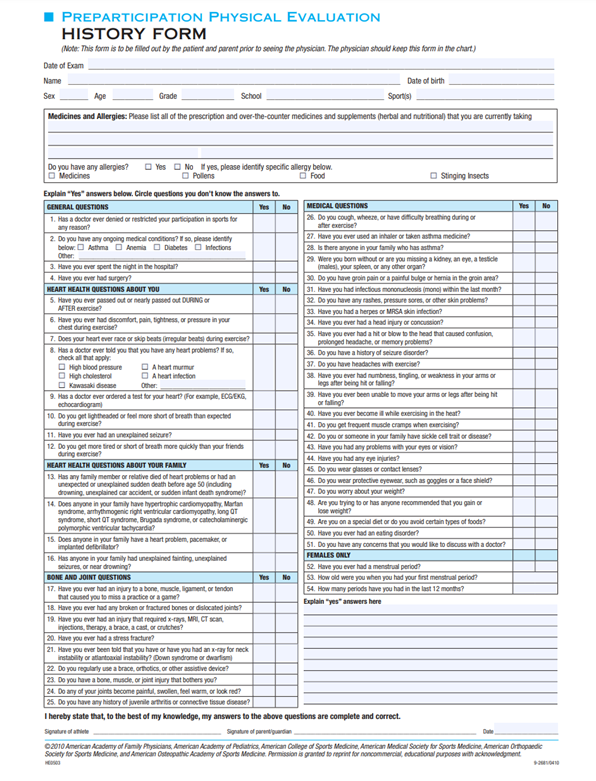 PREPARTICIPATION PHYSICAL EVALUATION
HISTORY FORM
(Note: This form is to be filled out by the patient and parent prior to seeing the physician. The physician should keep this form in the chart.)
Date of Exam
Name Date of birth
Sex Age Grade School Sport(s)
Medicines and Allergies: Please list all of the prescription and over-the-counter medicines and supplements (herbal and nutritional) that you are currently taking
Do you have any allergies? ☐ Yes ☐ No If yes, please identify specific allergy below.
☐ Medicines ☐ Pollens ☐ Food ☐ Stinging Insects
Explain “Yes” answers below. Circle questions you don’t know the answers to.
GENERAL QUESTIONS Yes No
1. Has a doctor ever denied or restricted your participation in sports for
any reason?
2. Do you have any ongoing medical conditions? If so, please identify
below: ☐ Asthma ☐ Anemia ☐ Diabetes ☐ Infections
Other:
3. Have you ever spent the night in the hospital?
4. Have you ever had surgery?
HEART HEALTH QUESTIONS ABOUT YOU Yes No
5. Have you ever passed out or nearly passed out DURING or
AFTER exercise?
6. Have you ever had discomfort, pain, tightness, or pressure in your
chest during exercise?
7. Does your heart ever race or skip beats (irregular beats) during exercise?
8. Has a doctor ever told you that you have any heart problems? If so,
check all that apply:
☐ High blood pressure ☐ A heart murmur
☐ High cholesterol ☐ A heart infection
☐ Kawasaki disease Other:
9. Has a doctor ever ordered a test for your heart? (For example, ECG/EKG,
echocardiogram)
10. Do you get lightheaded or feel more short of breath than expected
during exercise?
11. Have you ever had an unexplained seizure?
12. Do you get more tired or short of breath more quickly than your friends
during exercise?
HEART HEALTH QUESTIONS ABOUT YOUR FAMILY Yes No
13. Has any family member or relative died of heart problems or had an
unexpected or unexplained sudden death before age 50 (including
drowning, unexplained car accident, or sudden infant death syndrome)?
14. Does anyone in your family have hypertrophic cardiomyopathy, Marfan
syndrome, arrhythmogenic right ventricular cardiomyopathy, long QT
syndrome, short QT syndrome, Brugada syndrome, or catecholaminergic
polymorphic ventricular tachycardia?
15. Does anyone in your family have a heart problem, pacemaker, or
implanted defibrillator?
16. Has anyone in your family had unexplained fainting, unexplained
seizures, or near drowning?
BONE AND JOINT QUESTIONS Yes No
17. Have you ever had an injury to a bone, muscle, ligament, or tendon
that caused you to miss a practice or a game?
18. Have you ever had any broken or fractured bones or dislocated joints?
19. Have you ever had an injury that required x-rays, MRI, CT scan,
injections, therapy, a brace, a cast, or crutches?
20. Have you ever had a stress fracture?
21. Have you ever been told that you have or have you had an x-ray for neck
instability or atlantoaxial instability? (Down syndrome or dwarfism)
22. Do you regularly use a brace, orthotics, or other assistive device?
23. Do you have a bone, muscle, or joint injury that bothers you?
24. Do any of your joints become painful, swollen, feel warm, or look red?
25. Do you have any history of juvenile arthritis or connective tissue disease?
MEDICAL QUESTIONS Yes No
26. Do you cough, wheeze, or have difficulty breathing during or
after exercise?
27. Have you ever used an inhaler or taken asthma medicine?
28. Is there anyone in your family who has asthma?
29. Were you born without or are you missing a kidney, an eye, a testicle
(males), your spleen, or any other organ?
30. Do you have groin pain or a painful bulge or hernia in the groin area?
31. Have you had infectious mononucleosis (mono) within the last month?
32. Do you have any rashes, pressure sores, or other skin problems?
33. Have you had a herpes or MRSA skin infection?
34. Have you ever had a head injury or concussion?
35. Have you ever had a hit or blow to the head that caused confusion,
prolonged headache, or memory problems?
36. Do you have a history of seizure disorder?
37. Do you have headaches with exercise?
38. Have you ever had numbness, tingling, or weakness in your arms or
legs after being hit or falling?
39. Have you ever been unable to move your arms or legs after being hit
or falling?
40. Have you ever become ill while exercising in the heat?
41. Do you get frequent muscle cramps when exercising?
42. Do you or someone in your family have sickle cell trait or disease?
43. Have you had any problems with your eyes or vision?
44. Have you had any eye injuries?
45. Do you wear glasses or contact lenses?
46. Do you wear protective eyewear, such as goggles or a face shield?
47. Do you worry about your weight?
48. Are you trying to or has anyone recommended that you gain or
lose weight?
49. Are you on a special diet or do you avoid certain types of foods?
50. Have you ever had an eating disorder?
51. Do you have any concerns that you would like to discuss with a doctor?
FEMALES ONLY
52. Have you ever had a menstrual period?
53. How old were you when you had your first menstrual period?
54. How many periods have you had in the last 12 months?
Explain “yes” answers here
I hereby state that, to the best of my knowledge, my answers to the above questions are complete and correct.
Signature of athlete Signature of parent/guardian Date
©2010 American Academy of Family Physicians, American Academy of Pediatrics, American College of Sports Medicine, American Medical Society for Sports Medicine, American Orthopaedic
Society for Sports Medicine, and American Osteopathic Academy of Sports Medicine. Permission is granted to reprint for noncommercial, educational purposes with acknowledgment.
HE0503 9-2681/0410